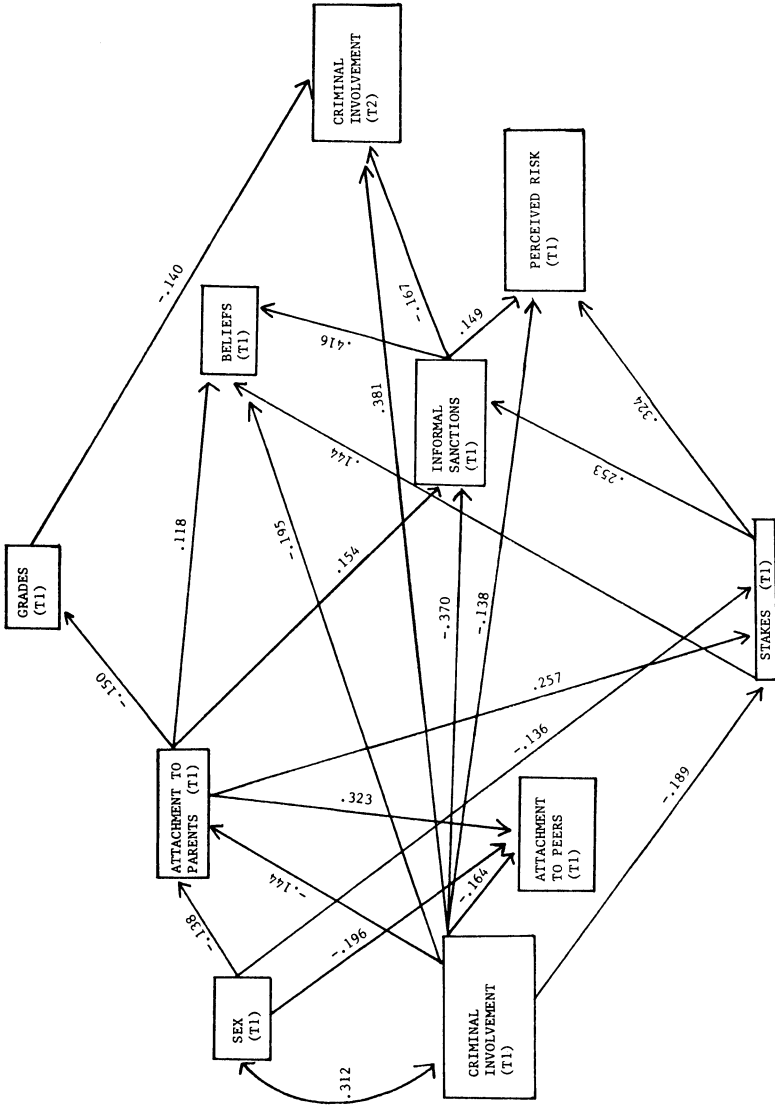 GRADES
(T1)
-.140
-.150
ATTACHMENT TO
PARENTS (T1)
.118
BELIEFS
(T1)
CRIMINAL
INVOLVEMENT
(T2)
-.138
SEX
(T1)
.154
.416
-.144
-.195
.144
.323
.312
-.196
.381
-.167
-.370
INFORMAL
SANCTIONS
(T1)
.149
-.164
-.138
.257
-.136
CRIMINAL
INVOLVEMENT
(T1)
ATTACHMENT
TO PEERS
(T1)
PERCEIVED RISK
(T1)
.253
.324
-.189
STAKES (T1)